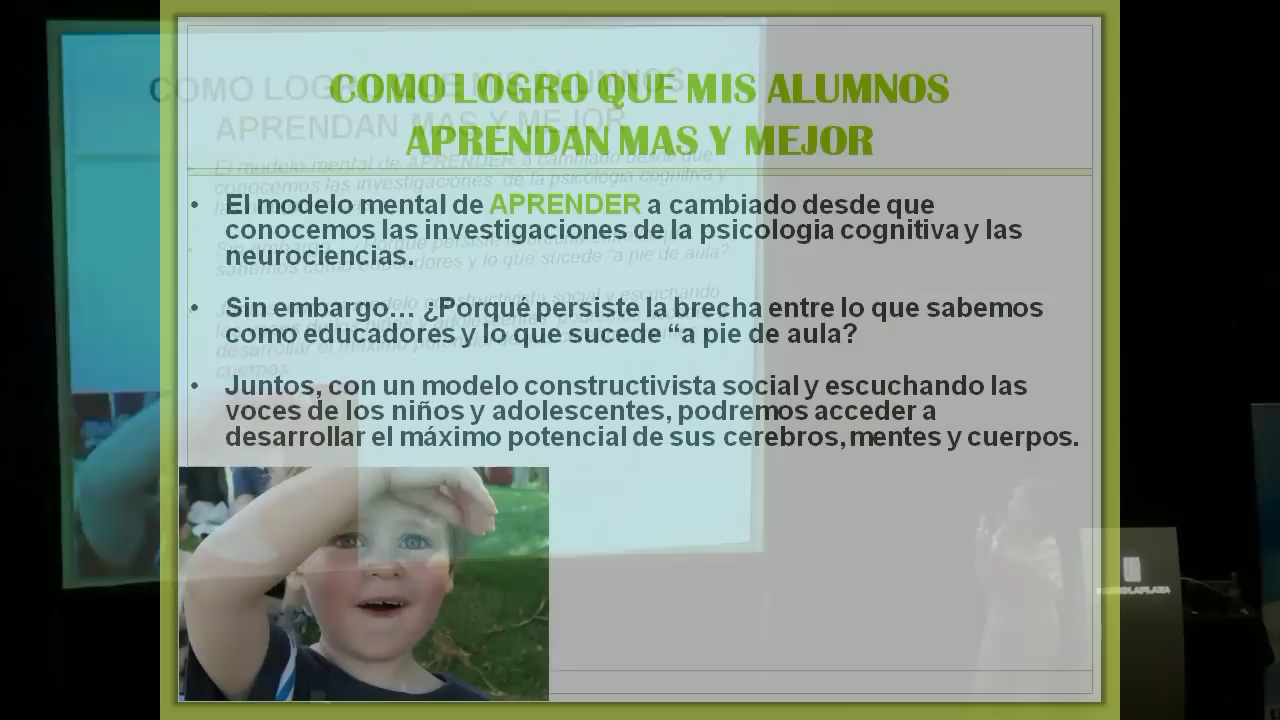 COMO LOGRO QUE MIS ALUMNOS
APRENDAN MAS Y MEJOR
• El modelo mental de APRENDER a cambiado desde que
conocemos las investigaciones de la psicologia cognitiva y las
neurociencias.
• Sin embargo... ¿Porqué persiste la brecha entre lo que sabemos
como educadores y lo que sucede “a pie de aula?
• Juntos, con un modelo constructivista social y escuchando las
voces de los niños y adolescentes, podremos acceder a
desarrollar el máximo potencial de sus cerebros, mentes y cuerpos.